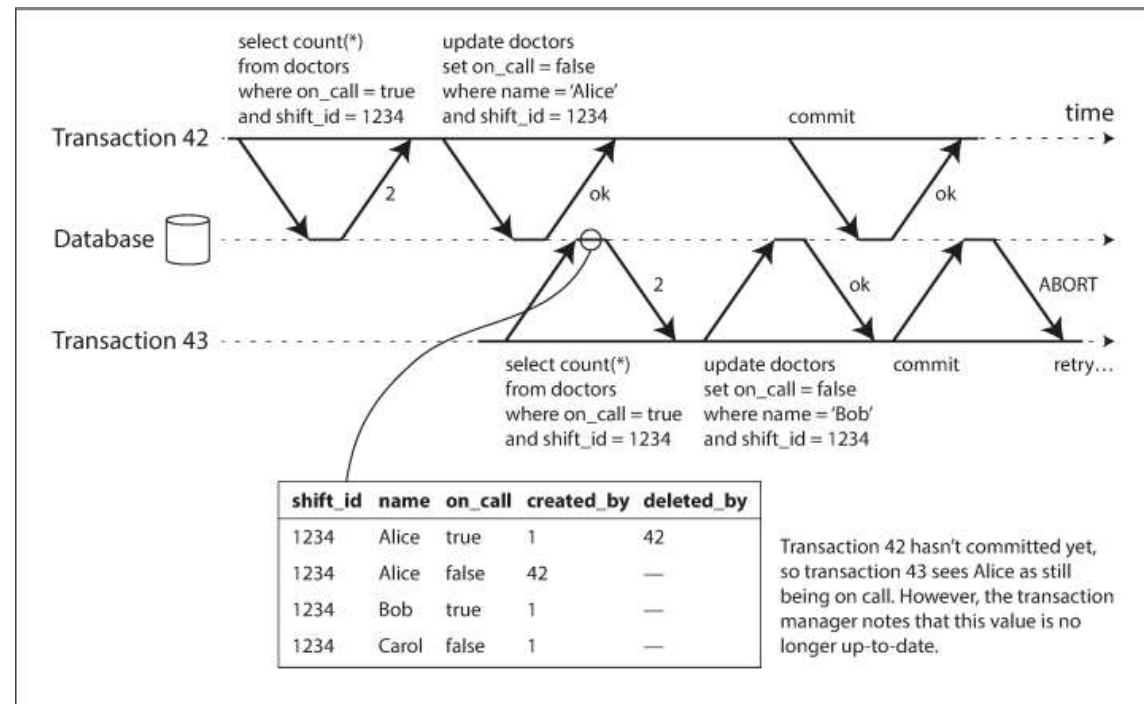 select count(*)
from doctors
where on_call = true
and shift_id = 1234
update doctors
set on_call = false
where name = ‘Alice’
and shift_id = 1234
commit
time
Transaction 42
2
ok
ok
Database
2
ok
ABORT
Transaction 43
select count(*)
from doctors
where on_call = true
and shift_id = 1234
update doctors
set on_call = false
where name = ‘Bob’
and shift_id = 1234
commit
retry…
shift_id name on_call created_by deleted_by
1234 Alice true 1 42
1234 Alice false 42 —
1234 Bob true 1 —
1234 Carol false 1 —
Transaction 42 hasn’t committed yet,
so transaction 43 sees Alice as still
being on call. However, the transaction
manager notes that this value is no
longer up-to-date.